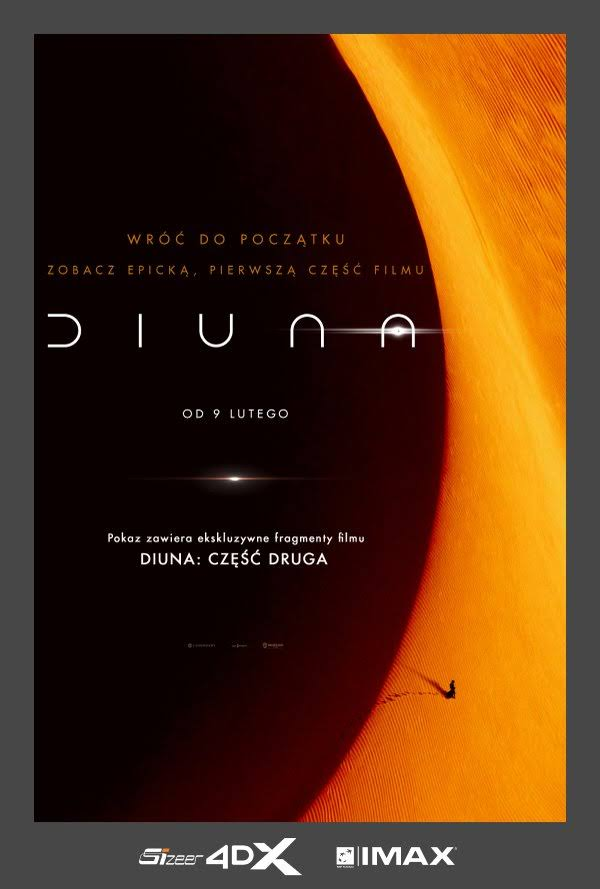 WRÓĆ DO POCZĄTKU
ZOBACZ EPICKĄ, PIERWSZĄ CZĘŚĆ FILMU
DIUNA
OD 9 LUTEGO
Pokaz zawiera ekskluzywne fragmenty filmu
DIUNA: CZĘŚĆ DRUGA
Sizeer 4DX IMAX